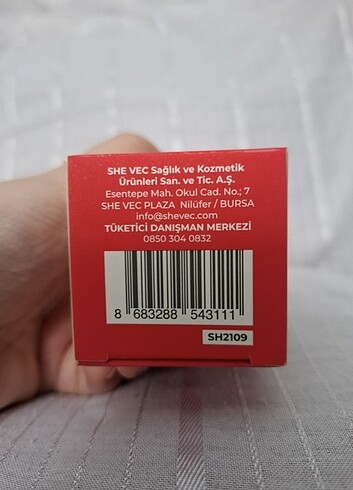 SHE VEC Sağlık ve Kozmetik
Ürünleri San. ve Tic. A.Ş.
Esentepe Mah. Okul Cad. No.; 7
SHE VEC PLAZA Nilüfer / BURSA
info@shevec.com
TÜKETİCİ DANIŞMAN MERKEZİ
0850 304 0832
8 683288 543111
SH2109